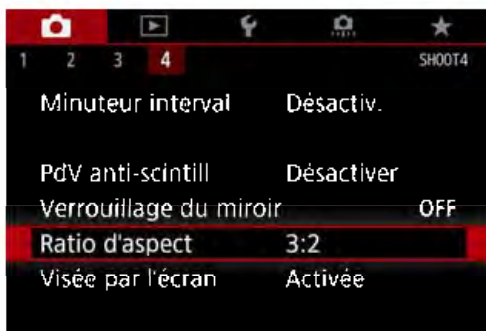 1 2 3 4 SHOOT4
Minuteur interval Désactiv.
PdV anti-scintill Désactiver
Verrouillage du miroir OFF
Ratio d'aspect 3:2
Visée par l'écran Activée